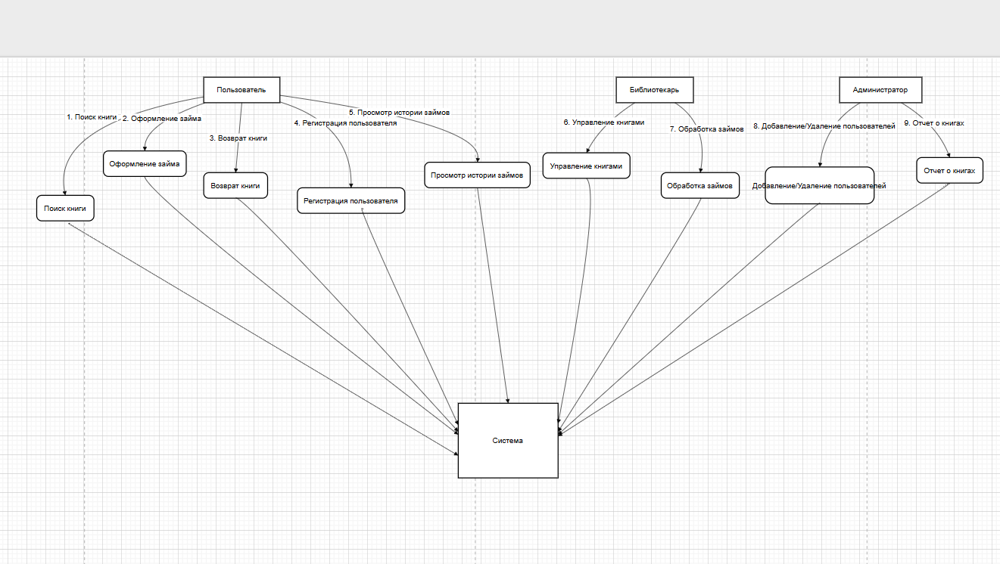 Пользователь
Библиотекарь
Администратор
1. Поиск книги
2. Оформление займа
3. Возврат книги
4. Регистрация пользователя
5. Просмотр истории займов
6. Управление книгами
7. Обработка займов
8. Добавление/Удаление пользователей
9. Отчет о книгах
Оформление займа
Возврат книги
Поиск книги
Регистрация пользователя
Просмотр истории займов
Управление книгами
Обработка займов
Добавление/Удаление пользователей
Отчет о книгах
Система